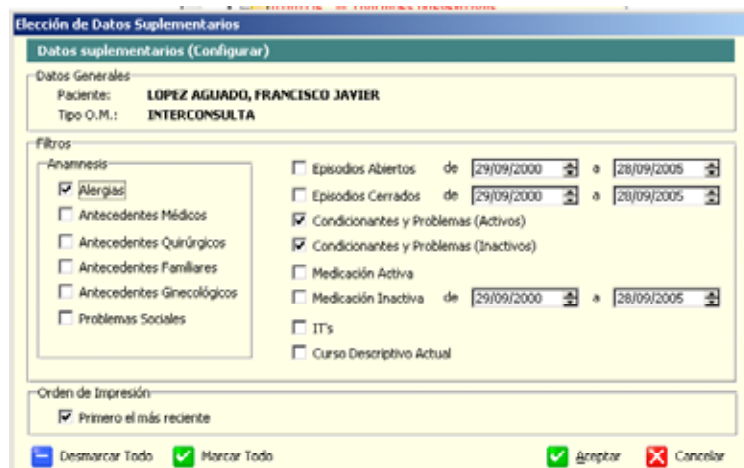 Elección de Datos Suplementarios
Datos suplementarios (Configurar)
Datos Generales
Paciente: LOPEZ AGUADO, FRANCISCO JAVIER
Tipo O.M.: INTERCONSULTA
Filtros
Anamnesis
Alergias
Antecedentes Médicos
Antecedentes Quirúrgicos
Antecedentes Familiares
Antecedentes Ginecológicos
Problemas Sociales
Episodios Abiertos de 29/09/2000 a 28/09/2005
Episodios Cerrados de 29/09/2000 a 28/09/2005
Condicionantes y Problemas (Activos)
Condicionantes y Problemas (Inactivos)
Medicación Activa
Medicación Inactiva de 29/09/2000 a 28/09/2005
IT's
Curso Descriptivo Actual
Orden de Impresión
Primero el más reciente
Desmarcar Todo Marcar Todo Aceptar Cancelar